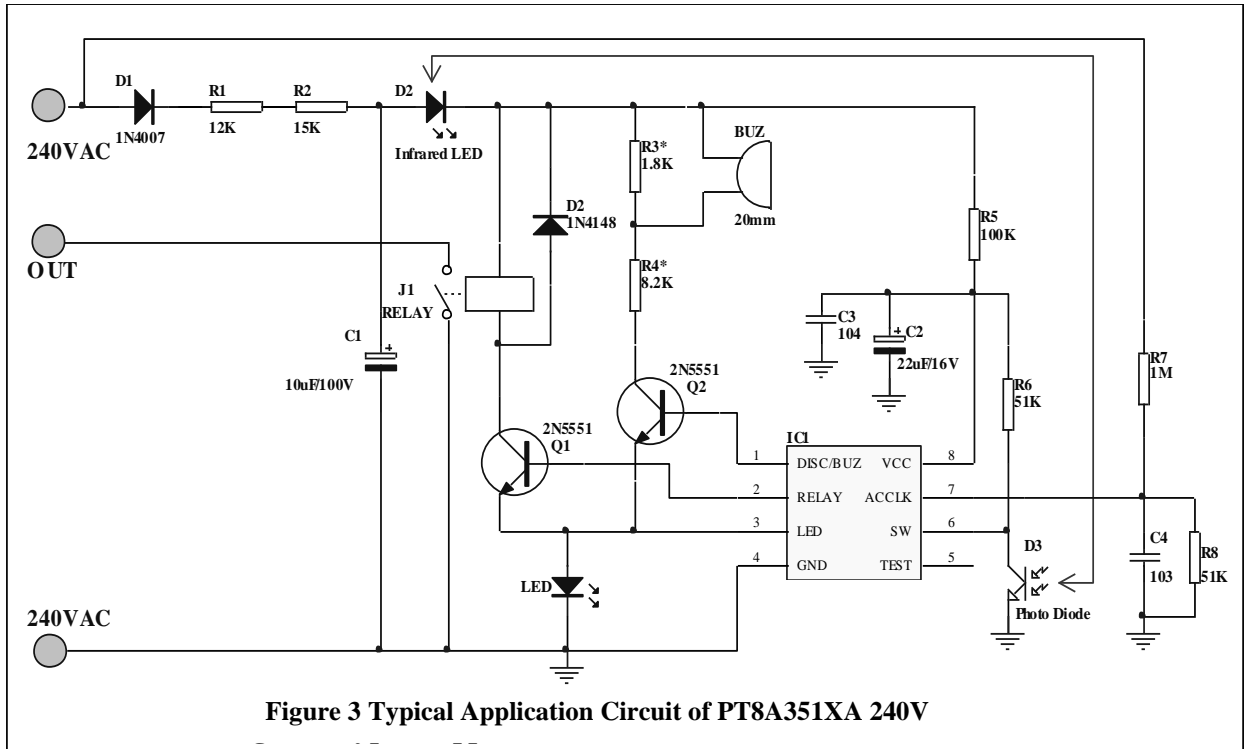 D1
R1
R2
D2
1N4007
12K
15K
240VAC
Infrared LED
R3*
1.8K
BUZ
20mm
D2
1N4148
R5
100K
OUT
R4*
8.2K
J1
RELAY
C3
104
C2
22uF/16V
C1
10uF/100V
R7
1M
R6
51K
2N5551
Q2
2N5551
Q1
IC1
1 DISC/BUZ VCC 8
2 RELAY ACCLK 7
3 LED SW 6
4 GND TEST 5
D3
Photo Diode
C4
103
R8
51K
LED
240VAC
Figure 3 Typical Application Circuit of PT8A351XA 240V